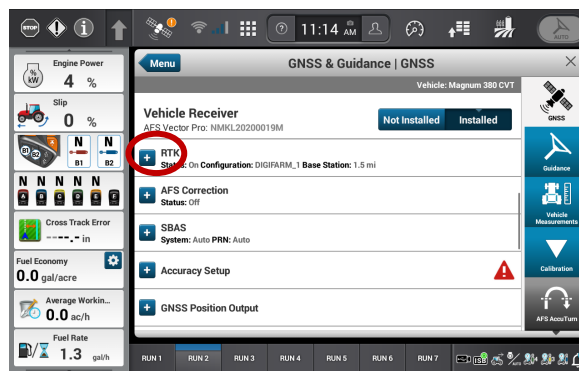 STOP
11:14 AM
AUTO
Engine Power
%
kW
4 %
Slip
0 %
B1 B2
N N
B1 B2
N N N N N
A B C D E F
Cross Track Error
----.- in
Fuel Economy
0.0 gal/acre
Average Workin...
0.0 ac/h
Fuel Rate
1.3 gal/h
Menu
GNSS & Guidance | GNSS
Vehicle: Magnum 380 CVT
Vehicle Receiver
AFS Vector Pro: NMKL20200019M
Not Installed Installed
RTK
Status: On Configuration: DIGIFARM_1 Base Station: 1.5 mi
AFS Correction
Status: Off
SBAS
System: Auto PRN: Auto
Accuracy Setup
GNSS Position Output
GNSS
Guidance
Vehicle
Measurements
Calibration
AFS AccuTurn
RUN 1 RUN 2 RUN 3 RUN 4 RUN 5 RUN 6 RUN 7
ISB